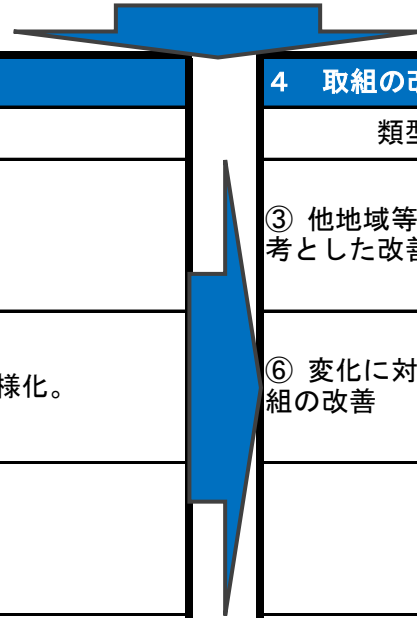 4　取組の
類型
③ 他地域等
考とした改善
様化。
⑥ 変化に対
組の改善